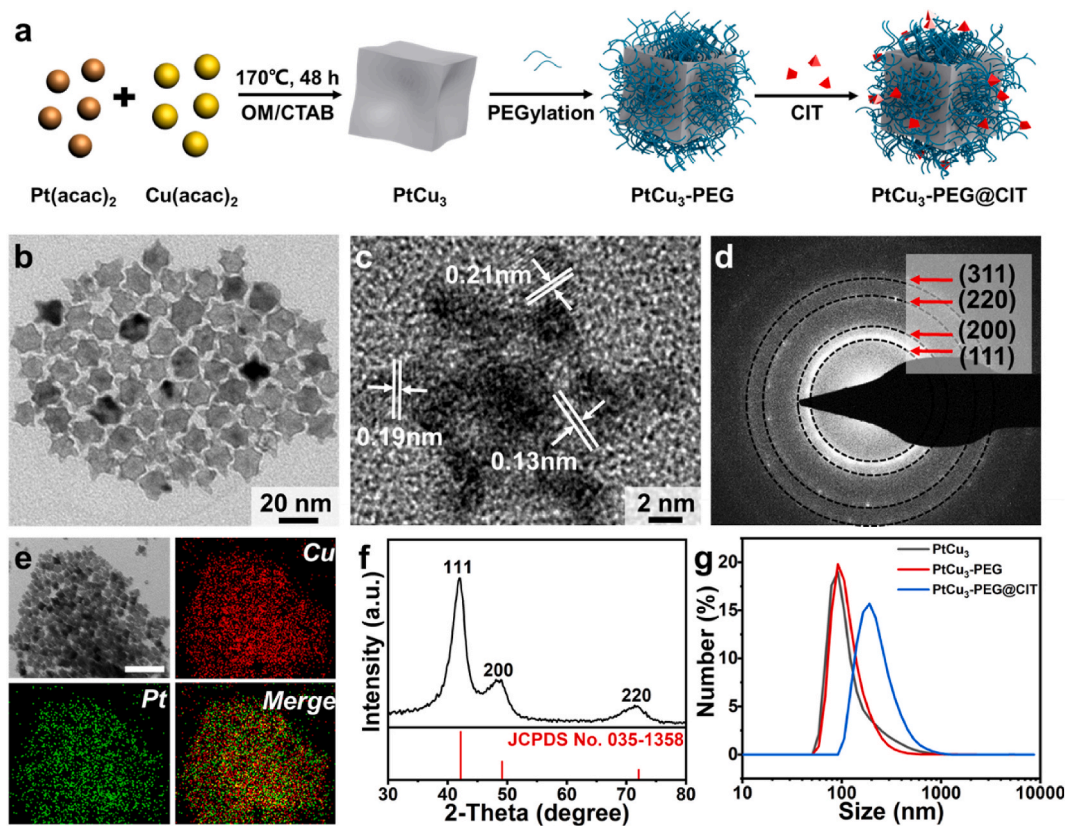 a
170℃, 48 h
OM/CTAB
PEGylation
CIT
Pt(acac)₂
Cu(acac)₂
PtCu₃
PtCu₃-PEG
PtCu₃-PEG@CIT
b
20 nm
c
0.21nm
0.19nm
0.13nm
2 nm
d
(311)
(220)
(200)
(111)
e
Cu
Pt
Merge
f
Intensity (a.u.)
111
200
220
JCPDS No. 035-1358
30 40 50 60 70 80
2-Theta (degree)
g
Number (%)
20
15
10
5
0
PtCu₃
PtCu₃-PEG
PtCu₃-PEG@CIT
10 100 1000 10000
Size (nm)